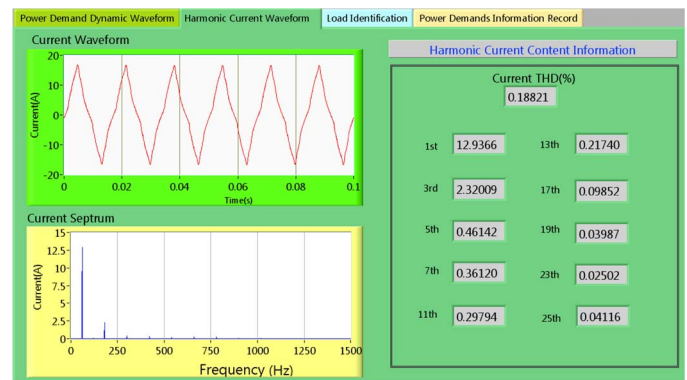 Power Demand Dynamic Waveform Harmonic Current Waveform Load Identification Power Demands Information Record
Current Waveform
Current(A)
20
10
0
-10
-20
0 0.02 0.04 0.06 0.08 0.1
Time(s)
Current Septrum
Current(A)
15
12.5
10
7.5
5
2.5
0
0 250 500 750 1000 1250 1500
Frequency (Hz)
Harmonic Current Content Information
Current THD(%)
0.18821
1st 12.9366 13th 0.21740
3rd 2.32009 17th 0.09852
5th 0.46142 19th 0.03987
7th 0.36120 23th 0.02502
11th 0.29794 25th 0.04116